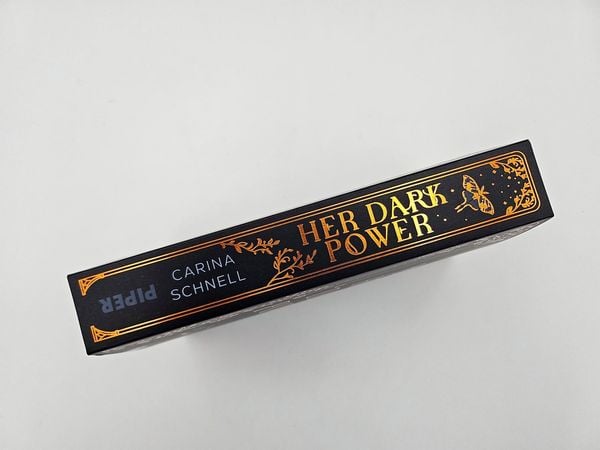 PIPER
CARINA
SCHNELL
HER DARK
POWER